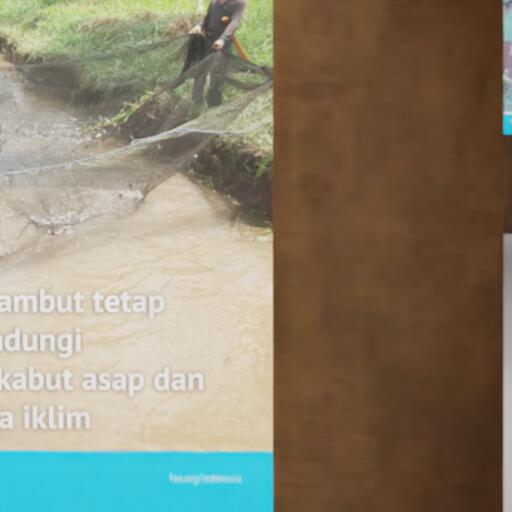 ambut tetap
dungi
kabut asap dan
a iklim
fao.org/indonesia